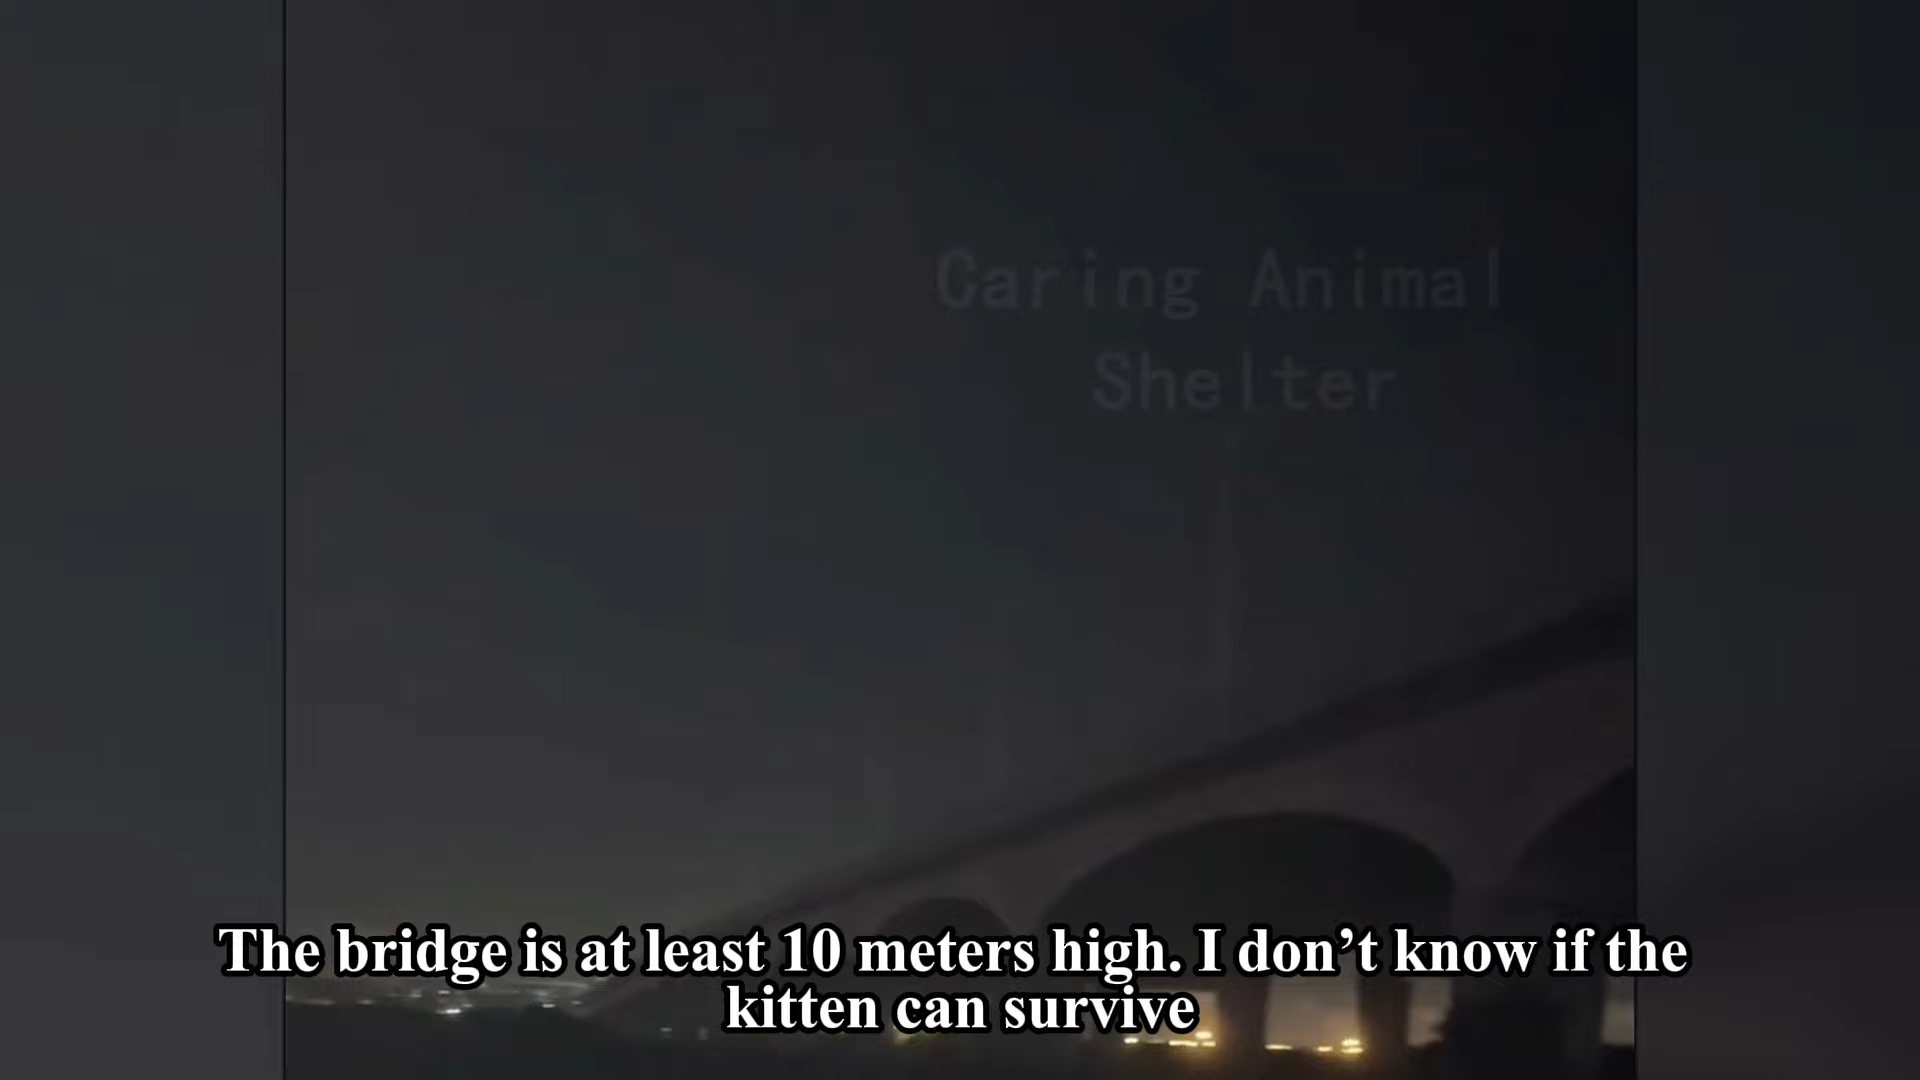 Caring Animal
Shelter
The bridge is at least 10 meters high. I don’t know if the
kitten can survive